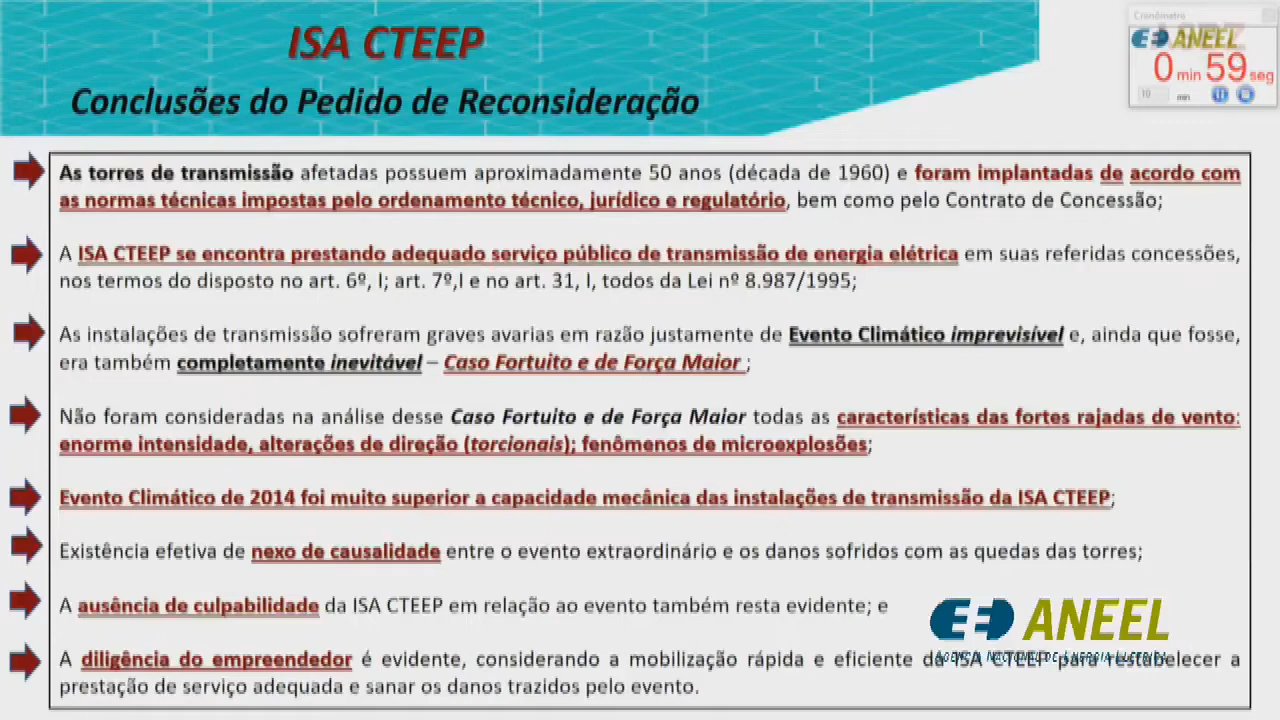 ISA CTEEP
Conclusões do Pedido de Reconsideração
Cronômetro
ANEEL
0 min 59 seg
10 min
As torres de transmissão afetadas possuem aproximadamente 50 anos (década de 1960) e foram implantadas de acordo com
as normas técnicas impostas pelo ordenamento técnico, jurídico e regulatório, bem como pelo Contrato de Concessão;
A ISA CTEEP se encontra prestando adequado serviço público de transmissão de energia elétrica em suas referidas concessões,
nos termos do disposto no art. 6º, I; art. 7º,I e no art. 31, I, todos da Lei nº 8.987/1995;
As instalações de transmissão sofreram graves avarias em razão justamente de Evento Climático imprevisível e, ainda que fosse,
era também completamente inevitável – Caso Fortuito e de Força Maior ;
Não foram consideradas na análise desse Caso Fortuito e de Força Maior todas as características das fortes rajadas de vento:
enorme intensidade, alterações de direção (torcionais); fenômenos de microexplosões;
Evento Climático de 2014 foi muito superior a capacidade mecânica das instalações de transmissão da ISA CTEEP;
Existência efetiva de nexo de causalidade entre o evento extraordinário e os danos sofridos com as quedas das torres;
A ausência de culpabilidade da ISA CTEEP em relação ao evento também resta evidente; e
ANEEL
AGÊNCIA NACIONAL DE ENERGIA ELÉTRICA
A diligência do empreendedor é evidente, considerando a mobilização rápida e eficiente da ISA CTEEP para restabelecer a
prestação de serviço adequada e sanar os danos trazidos pelo evento.